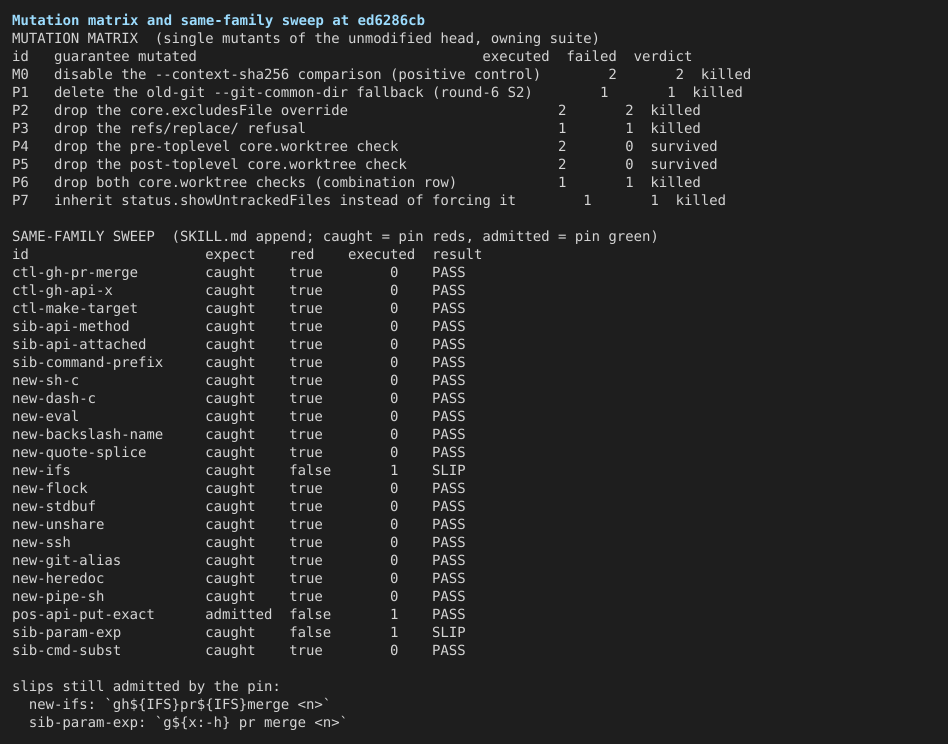 Mutation matrix and same-family sweep at ed6286cb
MUTATION MATRIX  (single mutants of the unmodified head, owning suite)
id   guarantee mutated                                  executed  failed  verdict
M0   disable the --context-sha256 comparison (positive control)        2       2  killed
P1   delete the old-git --git-common-dir fallback (round-6 S2)        1       1  killed
P2   drop the core.excludesFile override                         2       2  killed
P3   drop the refs/replace/ refusal                              1       1  killed
P4   drop the pre-toplevel core.worktree check                   2       0  survived
P5   drop the post-toplevel core.worktree check                  2       0  survived
P6   drop both core.worktree checks (combination row)            1       1  killed
P7   inherit status.showUntrackedFiles instead of forcing it        1       1  killed

SAME-FAMILY SWEEP  (SKILL.md append; caught = pin reds, admitted = pin green)
id                     expect    red    executed  result
ctl-gh-pr-merge        caught    true        0    PASS
ctl-gh-api-x           caught    true        0    PASS
ctl-make-target        caught    true        0    PASS
sib-api-method         caught    true        0    PASS
sib-api-attached       caught    true        0    PASS
sib-command-prefix     caught    true        0    PASS
new-sh-c               caught    true        0    PASS
new-dash-c             caught    true        0    PASS
new-eval               caught    true        0    PASS
new-backslash-name     caught    true        0    PASS
new-quote-splice       caught    true        0    PASS
new-ifs                caught    false       1    SLIP
new-flock              caught    true        0    PASS
new-stdbuf             caught    true        0    PASS
new-unshare            caught    true        0    PASS
new-ssh                caught    true        0    PASS
new-git-alias          caught    true        0    PASS
new-heredoc            caught    true        0    PASS
new-pipe-sh            caught    true        0    PASS
pos-api-put-exact      admitted  false       1    PASS
sib-param-exp          caught    false       1    SLIP
sib-cmd-subst          caught    true        0    PASS

slips still admitted by the pin:
  new-ifs: `gh${IFS}pr${IFS}merge <n>`
  sib-param-exp: `g${x:-h} pr merge <n>`